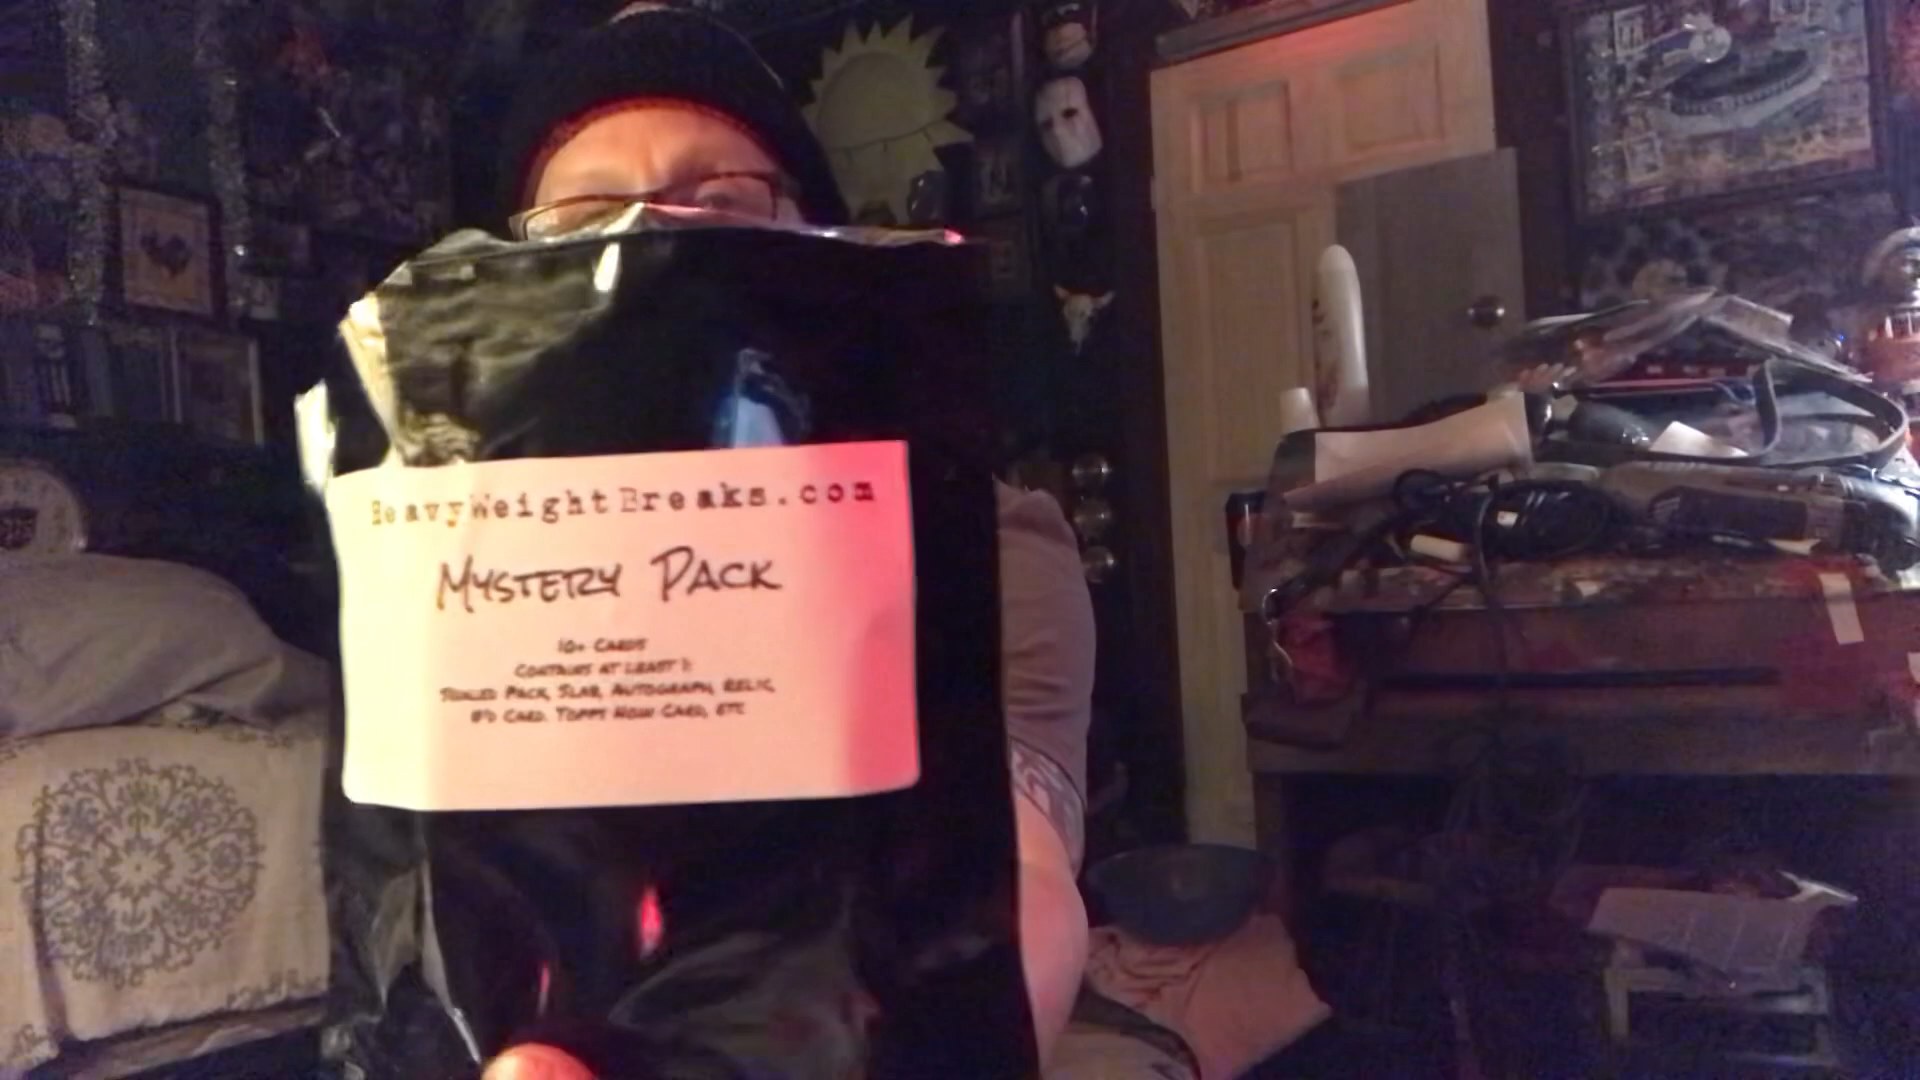 HeavyWeightBreaks.com
Mystery Pack
10+ Cards
Contains at least 1:
Sealed Pack, Slab, Autograph, Relic,
#'d Card, Topps Now Card, etc